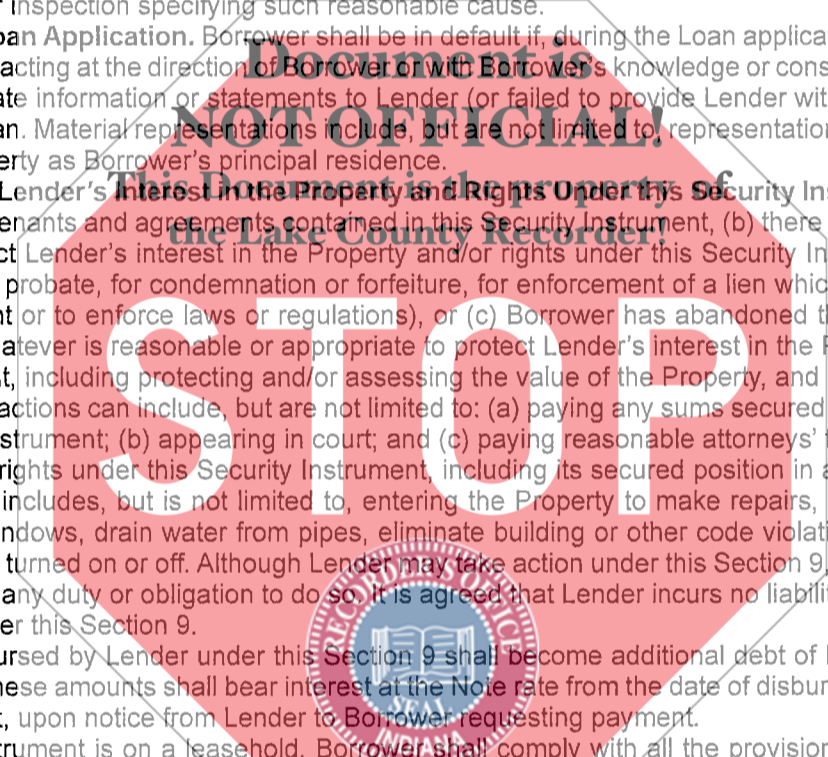 Inspection specifying such reasonable cause.
oan Application. Borrower shall be in default if, during the Loan applica
acting at the direction of Borrower or with Borrower's knowledge or cons
ate information or statements to Lender (or failed to provide Lender wit
an. Material representations include, but are not limited to, representation
erty as Borrower's principal residence.
Lender's Interest in the Property and Rights Under this Security Ins
enants and agreements contained in this Security Instrument, (b) there
ct Lender's interest in the Property and/or rights under this Security In
probate, for condemnation or forfeiture, for enforcement of a lien whic
nt or to enforce laws or regulations), or (c) Borrower has abandoned t
atever is reasonable or appropriate to protect Lender's interest in the P
t, including protecting and/or assessing the value of the Property, and
actions can include, but are not limited to: (a) paying any sums secured
strument; (b) appearing in court; and (c) paying reasonable attorneys'
rights under this Security Instrument, including its secured position in a
includes, but is not limited to, entering the Property to make repairs,
ndows, drain water from pipes, eliminate building or other code violati
turned on or off. Although Lender may take action under this Section 9,
any duty or obligation to do so. It is agreed that Lender incurs no liabili
er this Section 9.
ursed by Lender under this Section 9 shall become additional debt of
hese amounts shall bear interest at the Note rate from the date of disbur
t, upon notice from Lender to Borrower requesting payment.
trument is on a leasehold, Borrower shall comply with all the provision
Document is
NOT OFFICIAL!
This Document is the property of
the Lake County Recorder!
STOP
RECORDER'S OFFICE
SEAL
INDIANA